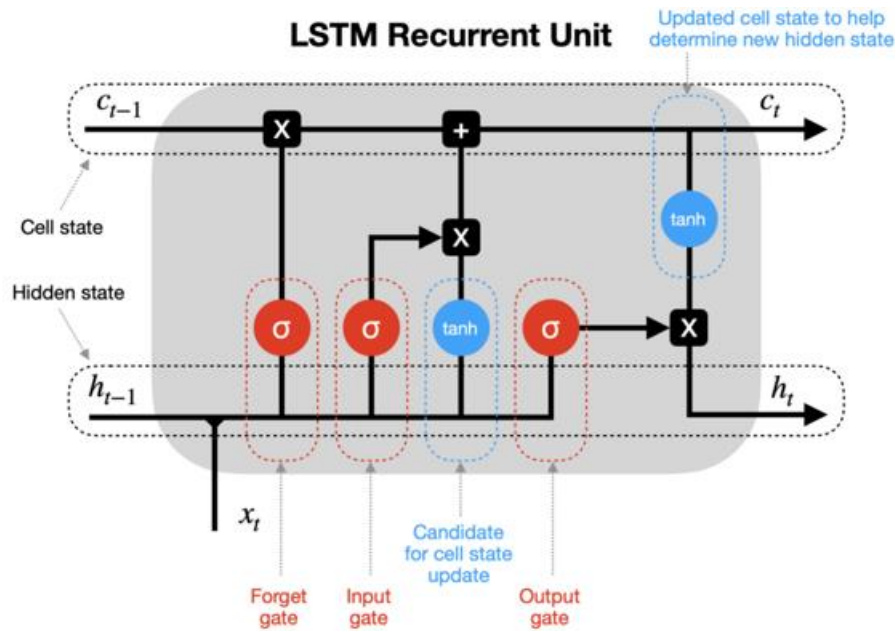 LSTM Recurrent Unit
Updated cell state to help
determine new hidden state
c_{t-1}
c_t
X
+
Cell state
X
tanh
Hidden state
σ
σ
tanh
σ
X
h_{t-1}
h_t
x_t
Candidate
for cell state
update
Forget
gate
Input
gate
Output
gate